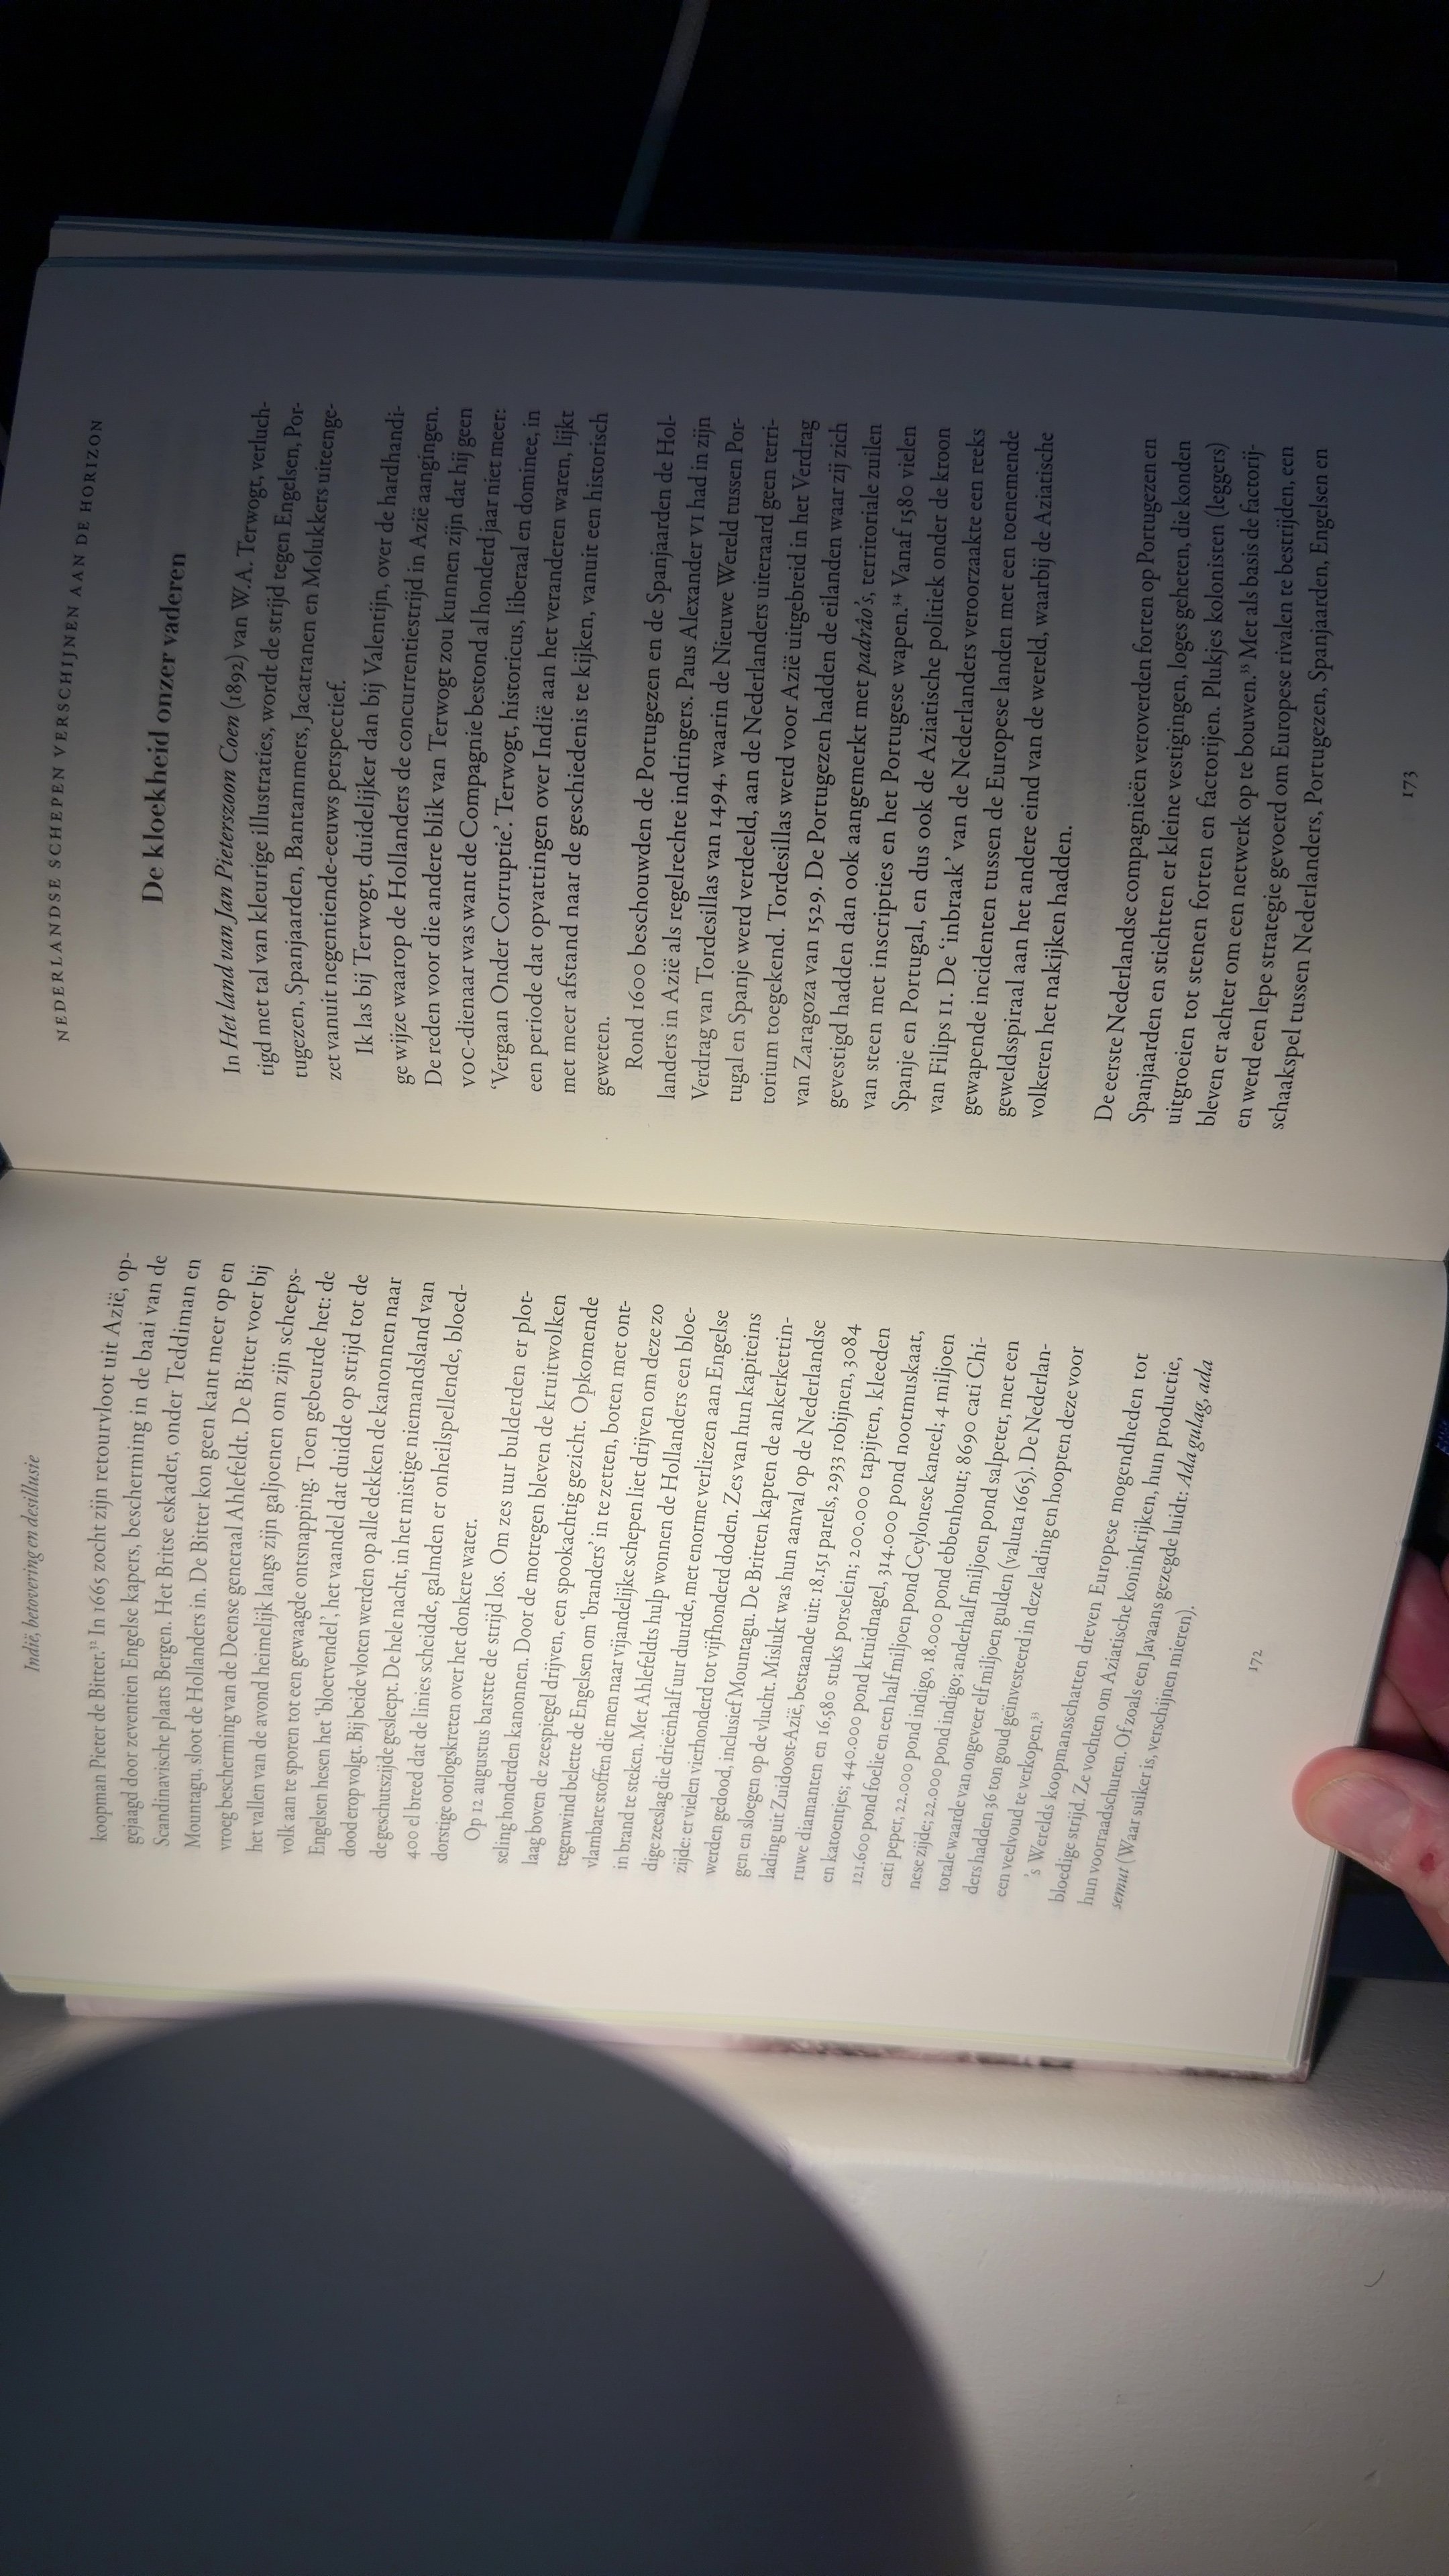 Indië, betovering en desillusie
koopman Pieter de Bitter.³² In 1665 zocht zijn retourvloot uit Azië, op-
gejaagd door zeventien Engelse kapers, bescherming in de baai van de
Scandinavische plaats Bergen. Het Britse eskader, onder Teddiman en
Mountagu, sloot de Hollanders in. De Bitter kon geen kant meer op en
vroeg bescherming van de Deense generaal Ahlefeldt. De Bitter voer bij
het vallen van de avond heimelijk langs zijn galjoenen om zijn scheeps-
volk aan te sporen tot een gewaagde ontsnapping. Toen gebeurde het: de
Engelsen hesen het ‘bloetvendel’, het vaandel dat duidde op strijd tot de
dood erop volgt. Bij beide vloten werden op alle dekken de kanonnen naar
de geschutszijde gesleept. De hele nacht, in het mistige niemandsland van
400 el breed dat de linies scheidde, galmden er onheilspellende, bloed-
dorstige oorlogskreten over het donkere water.
Op 12 augustus barstte de strijd los. Om zes uur bulderden er plot-
seling honderden kanonnen. Door de motregen bleven de kruitwolken
laag boven de zeespiegel drijven, een spookachtig gezicht. Opkomende
tegenwind belette de Engelsen om ‘branders’ in te zetten, boten met ont-
vlambare stoffen die men naar vijandelijke schepen liet drijven om deze zo
in brand te steken. Met Ahlefeldts hulp wonnen de Hollanders een bloe-
dige zeeslag die drieënhalf uur duurde, met enorme verliezen aan Engelse
zijde: er vielen vierhonderd tot vijfhonderd doden. Zes van hun kapiteins
werden gedood, inclusief Mountagu. De Britten kapten de ankerkettin-
gen en sloegen op de vlucht. Mislukt was hun aanval op de Nederlandse
lading uit Zuidoost-Azië, bestaande uit: 18.151 parels, 2933 robijnen, 3084
ruwe diamanten en 16.580 stuks porselein; 200.000 tapijten, kleeden
en katoentjes; 440.000 pond kruidnagel, 314.000 pond nootmuskaat,
121.600 pond foelie en een half miljoen pond Ceylonese kaneel; 4 miljoen
cati peper, 22.000 pond indigo, 18.000 pond ebbenhout; 8690 cati Chi-
nese zijde; 22.000 pond indigo; anderhalf miljoen pond salpeter, met een
totale waarde van ongeveer elf miljoen gulden (valuta 1665). De Nederlan-
ders hadden 36 ton goud geïnvesteerd in deze lading en hoopten deze voor
een veelvoud te verkopen.³³
’s Werelds koopmansschatten dreven Europese mogendheden tot
bloedige strijd. Ze vochten om Aziatische koninkrijken, hun productie,
hun voorraadschuren. Of zoals een Javaans gezegde luidt: Ada gulag, ada
semut (Waar suiker is, verschijnen mieren).
172
NEDERLANDSE SCHEPEN VERSCHIJNEN AAN DE HORIZON
De kloekheid onzer vaderen
In Het land van Jan Pieterszoon Coen (1892) van W.A. Terwogt, verluch-
tigd met tal van kleurige illustraties, wordt de strijd tegen Engelsen, Por-
tugezen, Spanjaarden, Bantammers, Jacatranen en Molukkers uiteenge-
zet vanuit negentiende-eeuws perspectief.
Ik las bij Terwogt, duidelijker dan bij Valentijn, over de hardhandi-
ge wijze waarop de Hollanders de concurrentiestrijd in Azië aangingen.
De reden voor die andere blik van Terwogt zou kunnen zijn dat hij geen
VOC-dienaar was want de Compagnie bestond al honderd jaar niet meer:
‘Vergaan Onder Corruptie’. Terwogt, historicus, liberaal en dominee, in
een periode dat opvattingen over Indië aan het veranderen waren, lijkt
met meer afstand naar de geschiedenis te kijken, vanuit een historisch
geweten.
Rond 1600 beschouwden de Portugezen en de Spanjaarden de Hol-
landers in Azië als regelrechte indringers. Paus Alexander VI had in zijn
Verdrag van Tordesillas van 1494, waarin de Nieuwe Wereld tussen Por-
tugal en Spanje werd verdeeld, aan de Nederlanders uiteraard geen terri-
torium toegekend. Tordesillas werd voor Azië uitgebreid in het Verdrag
van Zaragoza van 1529. De Portugezen hadden de eilanden waar zij zich
gevestigd hadden dan ook aangemerkt met padrão’s, territoriale zuilen
van steen met inscripties en het Portugese wapen.³⁴ Vanaf 1580 vielen
Spanje en Portugal, en dus ook de Aziatische politiek onder de kroon
van Filips II. De ‘inbraak’ van de Nederlanders veroorzaakte een reeks
gewapende incidenten tussen de Europese landen met een toenemende
geweldsspiraal aan het andere eind van de wereld, waarbij de Aziatische
volkeren het nakijken hadden.
De eerste Nederlandse compagnieën veroverden forten op Portugezen en
Spanjaarden en stichtten er kleine vestigingen, loges geheten, die konden
uitgroeien tot stenen forten en factorijen. Plukjes kolonisten (leggers)
bleven er achter om een netwerk op te bouwen.³⁵ Met als basis de factorij-
en werd een lepe strategie gevoerd om Europese rivalen te bestrijden, een
schaakspel tussen Nederlanders, Portugezen, Spanjaarden, Engelsen en
173